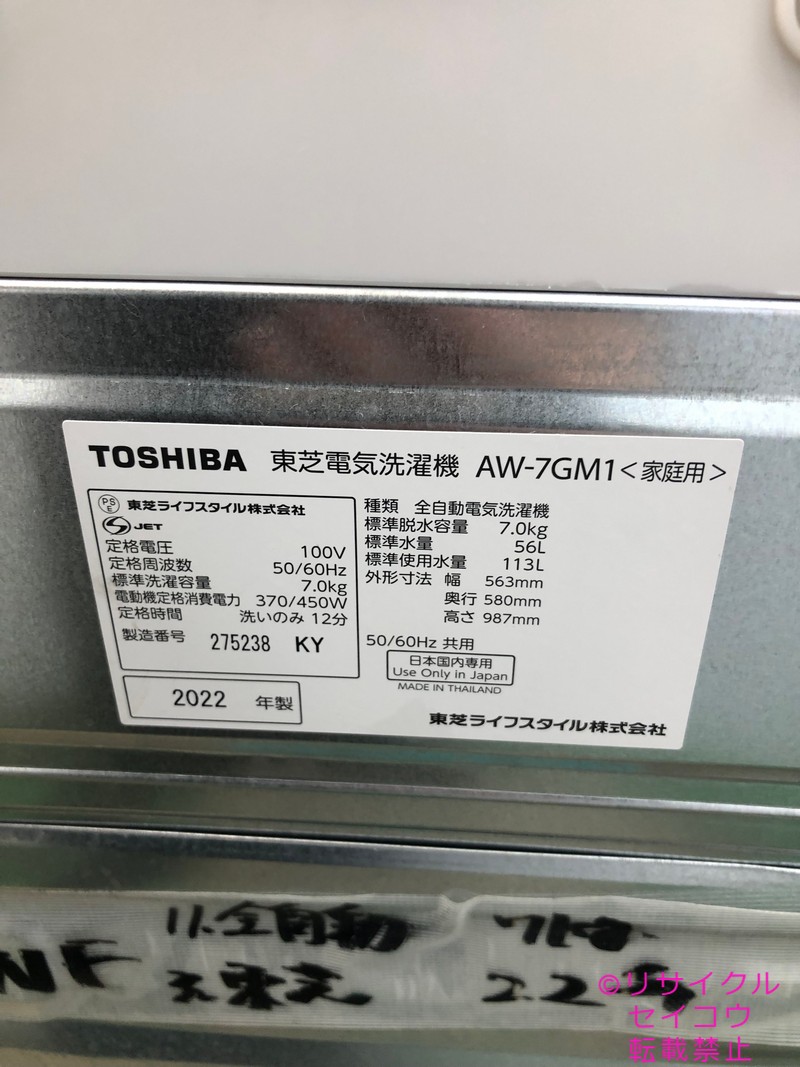 TOSHIBA 東芝電気洗濯機 AW-7GM1<家庭用>
PSE 東芝ライフスタイル株式会社
JET
定格電圧 100V
定格周波数 50/60Hz
標準洗濯容量 7.0kg
電動機定格消費電力 370/450W
定格時間 洗いのみ 12分
製造番号 275238 KY
2022 年製
種類 全自動電気洗濯機
標準脱水容量 7.0kg
標準水量 56L
標準使用水量 113L
外形寸法 幅 563mm
奥行 580mm
高さ 987mm
50/60Hz 共用
日本国内専用
Use Only in Japan
MADE IN THAILAND
東芝ライフスタイル株式会社
11.全自動
©リサイクル
セイコウ
転載禁止